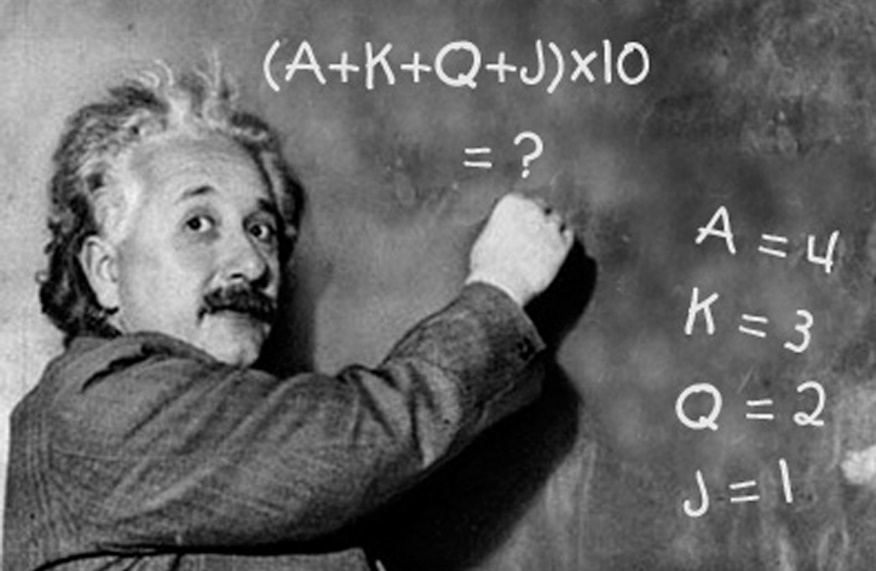 (A+K+Q+J)x10
= ?
A = 4
K = 3
Q = 2
J = 1